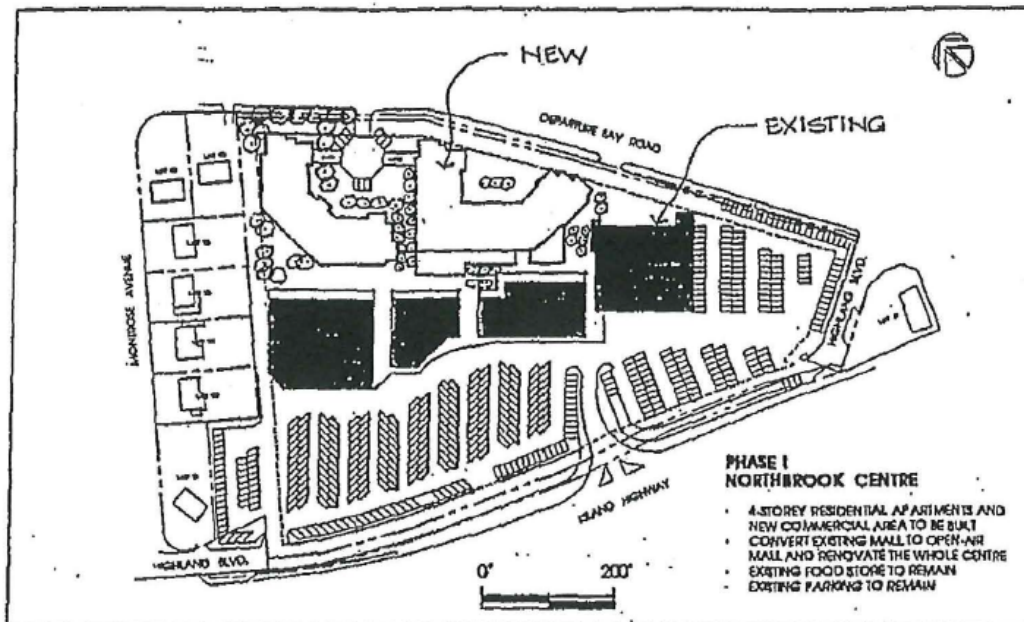 NEW
EXISTING
DEPARTURE BAY ROAD
MONTROSE AVENUE
HIGHLAND BLVD.
ISLAND HIGHWAY
HIGHLAND BLVD.
PHASE I
NORTHBROOK CENTRE
• 4-STOREY RESIDENTIAL APARTMENTS AND
NEW COMMERCIAL AREA TO BE BUILT
• CONVERT EXISTING MALL TO OPEN-AIR
MALL AND RENOVATE THE WHOLE CENTRE
• EXISTING FOOD STORE TO REMAIN
- EXISTING PARKING TO REMAIN
0' 200'